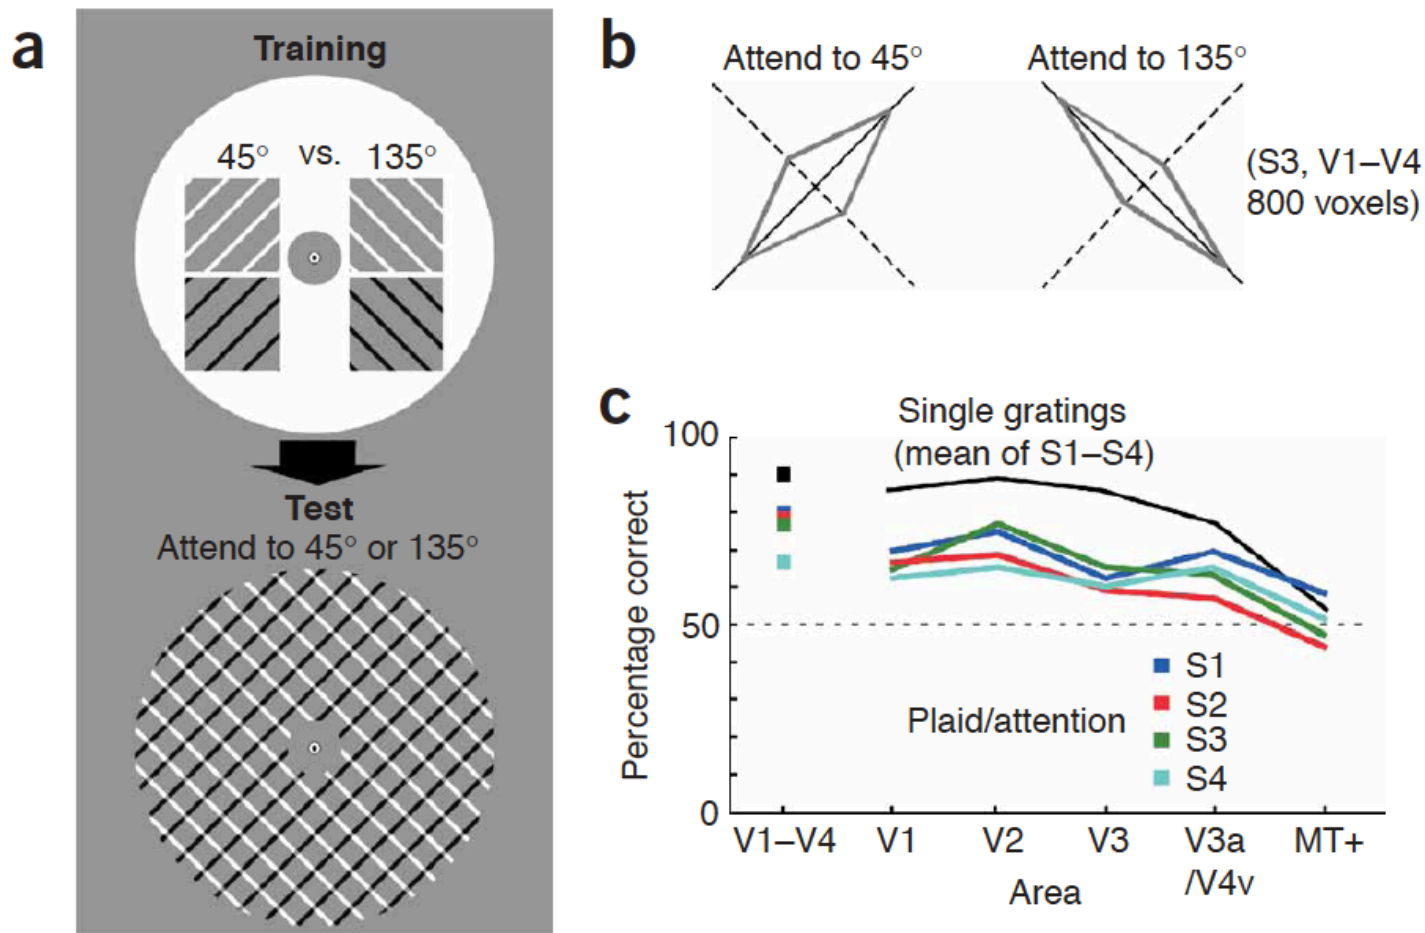 a
Training
45° vs. 135°
Test
Attend to 45° or 135°
b
Attend to 45°
Attend to 135°
(S3, V1–V4
800 voxels)
c
Single gratings
(mean of S1–S4)
Percentage correct
100
50
0
Plaid/attention
S1
S2
S3
S4
V1–V4 V1 V2 V3 V3a MT+
/V4v
Area